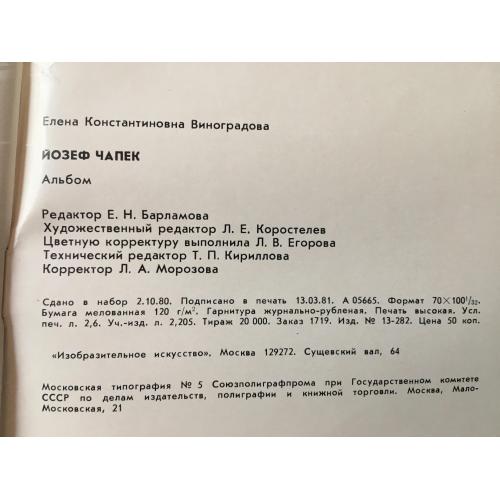 Елена Константиновна Виноградова
ЙОЗЕФ ЧАПЕК
Альбом
Редактор Е. Н. Барламова
Художественный редактор Л. Е. Коростелев
Цветную корректуру выполнила Л. В. Егорова
Технический редактор Т. П. Кириллова
Корректор Л. А. Морозова
Сдано в набор 2.10.80. Подписано в печать 13.03.81. А 05665. Формат 70×100¹/₃₂.
Бумага мелованная 120 г/м². Гарнитура журнально-рубленая. Печать высокая. Усл.
печ. л. 2,6. Уч.-изд. л. 2,205. Тираж 20 000. Заказ 1719. Изд. № 13-282. Цена 50 коп.
«Изобразительное искусство». Москва 129272. Сущевский вал, 64
Московская типография № 5 Союзполиграфпрома при Государственном комитете
СССР по делам издательств, полиграфии и книжной торговли. Москва, Мало-
Московская, 21